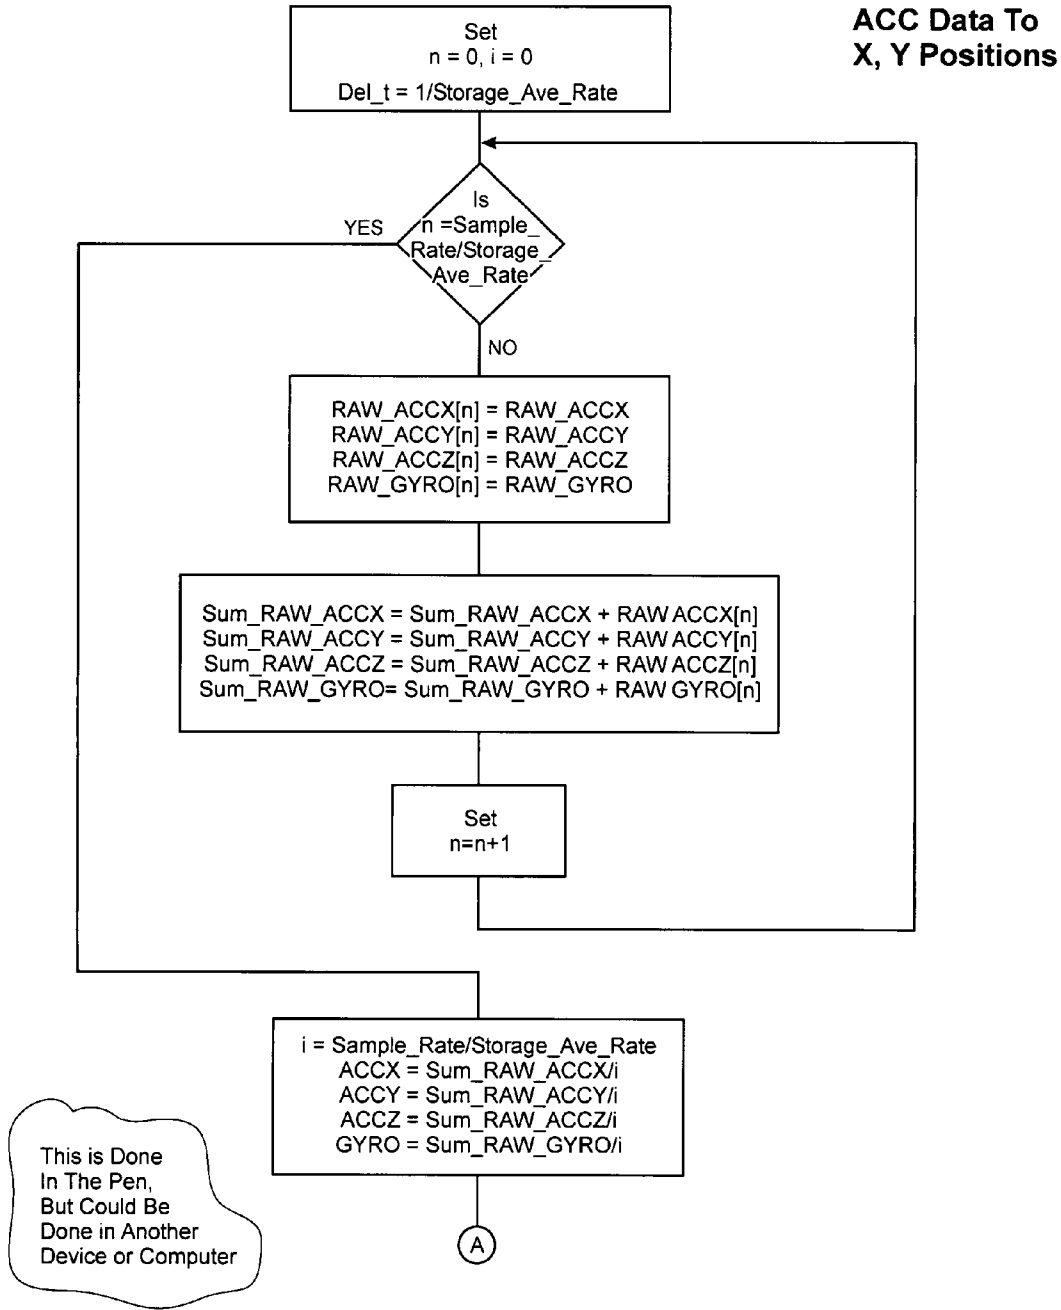 ACC Data To
X, Y Positions
Set
n = 0, i = 0
Del_t = 1/Storage_Ave_Rate
Is
n =Sample_
Rate/Storage_
Ave_Rate
YES
NO
RAW_ACCX[n] = RAW_ACCX
RAW_ACCY[n] = RAW_ACCY
RAW_ACCZ[n] = RAW_ACCZ
RAW_GYRO[n] = RAW_GYRO
Sum_RAW_ACCX = Sum_RAW_ACCX + RAW ACCX[n]
Sum_RAW_ACCY = Sum_RAW_ACCY + RAW ACCY[n]
Sum_RAW_ACCZ = Sum_RAW_ACCZ + RAW ACCZ[n]
Sum_RAW_GYRO= Sum_RAW_GYRO + RAW GYRO[n]
Set
n=n+1
i = Sample_Rate/Storage_Ave_Rate
ACCX = Sum_RAW_ACCX/i
ACCY = Sum_RAW_ACCY/i
ACCZ = Sum_RAW_ACCZ/i
GYRO = Sum_RAW_GYRO/i
This is Done
In The Pen,
But Could Be
Done in Another
Device or Computer
A